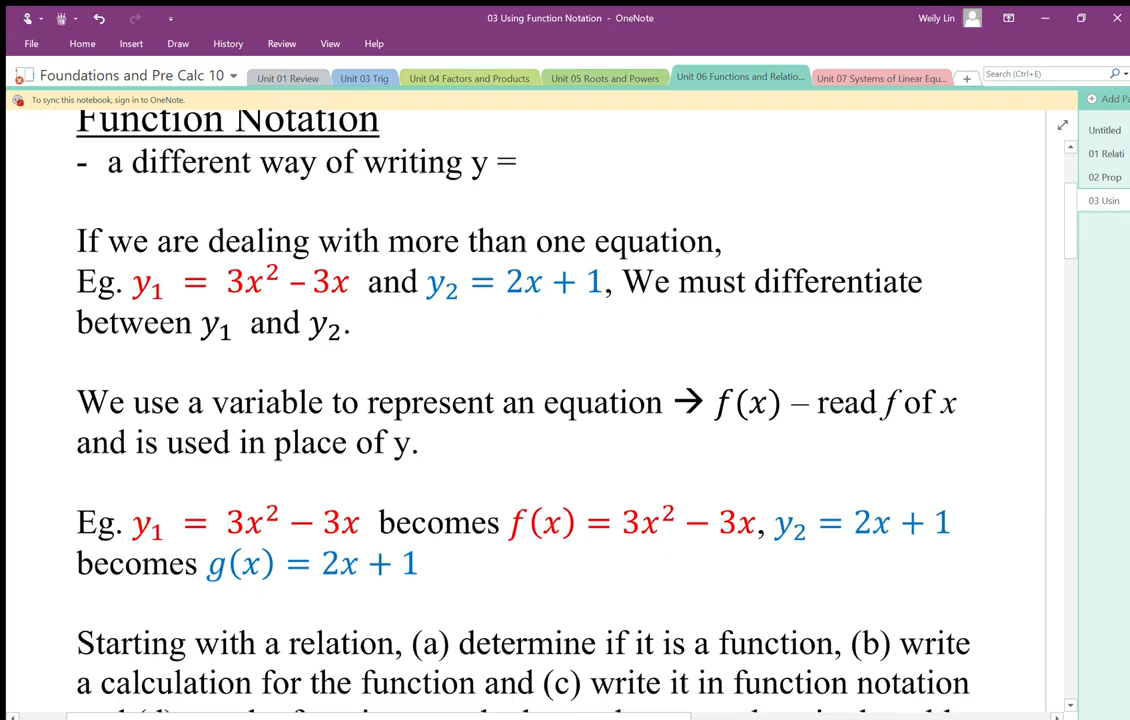 03 Using Function Notation - OneNote
Weily Lin
File Home Insert Draw History Review View Help
Foundations and Pre Calc 10
Unit 01 Review
Unit 03 Trig
Unit 04 Factors and Products
Unit 05 Roots and Powers
Unit 06 Functions and Relatio...
Unit 07 Systems of Linear Equ...
Search (Ctrl+E)
To sync this notebook, sign in to OneNote.
Add Pa
Untitled
01 Relati
02 Prop
03 Usin
Function Notation
- a different way of writing y =
If we are dealing with more than one equation,
Eg. y₁ = 3x² – 3x and y₂ = 2x + 1, We must differentiate
between y₁ and y₂.
We use a variable to represent an equation → f(x) – read f of x
and is used in place of y.
Eg. y₁ = 3x² − 3x becomes f(x) = 3x² − 3x, y₂ = 2x + 1
becomes g(x) = 2x + 1
Starting with a relation, (a) determine if it is a function, (b) write
a calculation for the function and (c) write it in function notation